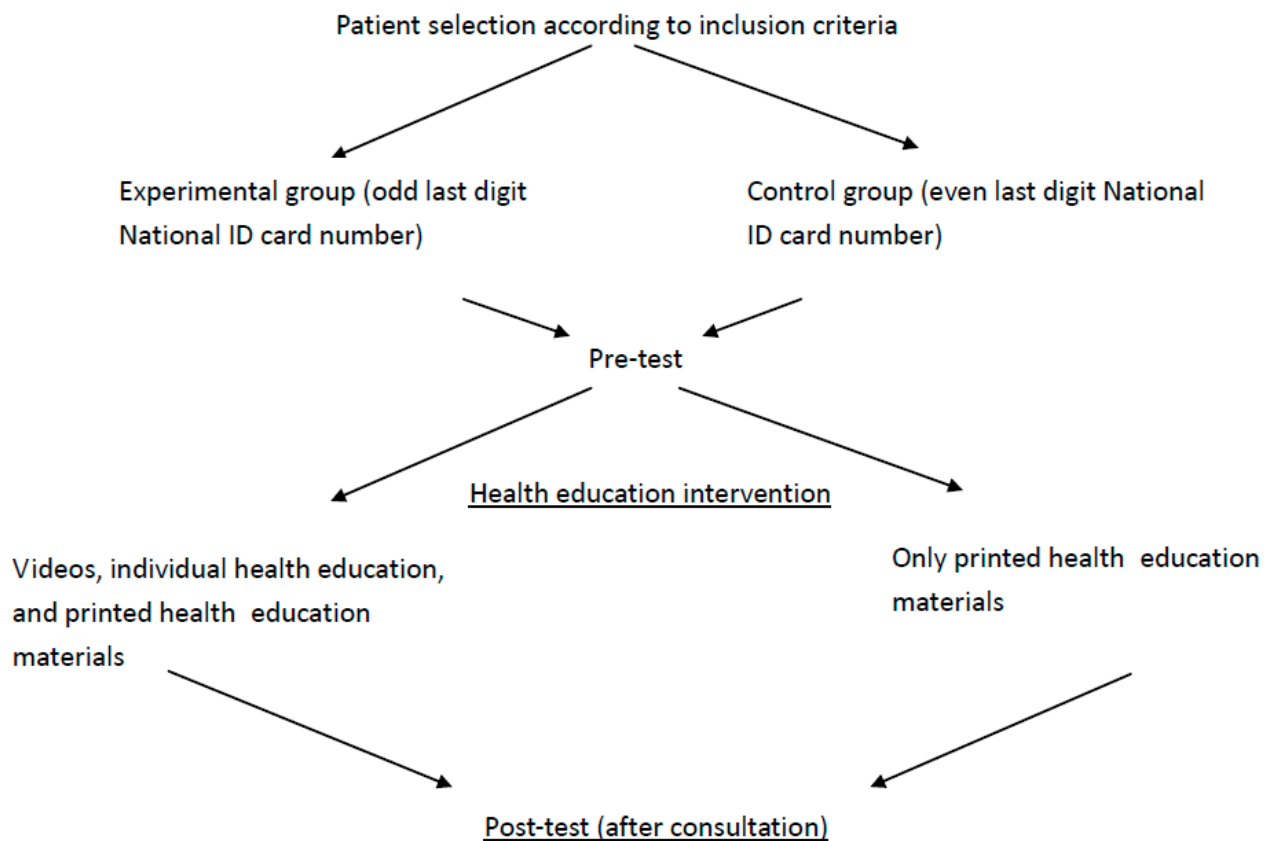 Patient selection according to inclusion criteria
Experimental group (odd last digit
National ID card number)
Control group (even last digit National
ID card number)
Pre-test
Health education intervention
Videos, individual health education,
and printed health education
materials
Only printed health education
materials
Post-test (after consultation)